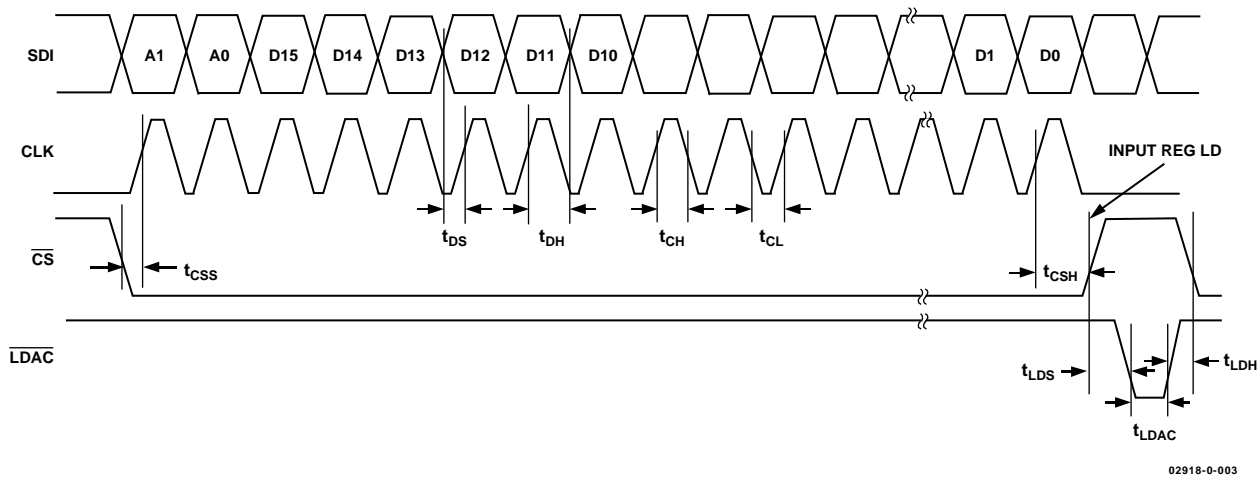 SDI A1 A0 D15 D14 D13 D12 D11 D10 D1 D0
CLK
INPUT REG LD
tDS tDH tCH tCL
CS
tCSS
tCSH
LDAC
tLDS
tLDH
tLDAC
02918-0-003